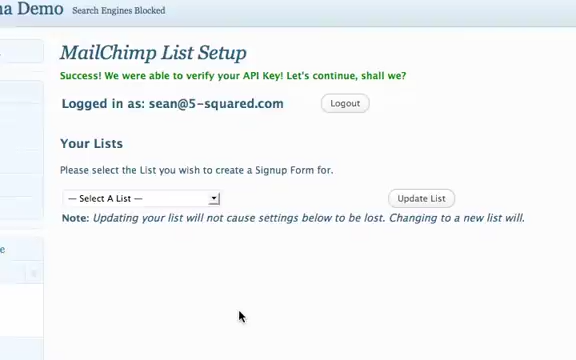 na Demo Search Engines Blocked
MailChimp List Setup
Success! We were able to verify your API Key! Let's continue, shall we?
Logged in as: sean@5-squared.com Logout
Your Lists
Please select the List you wish to create a Signup Form for.
— Select A List — Update List
Note: Updating your list will not cause settings below to be lost. Changing to a new list will.
e